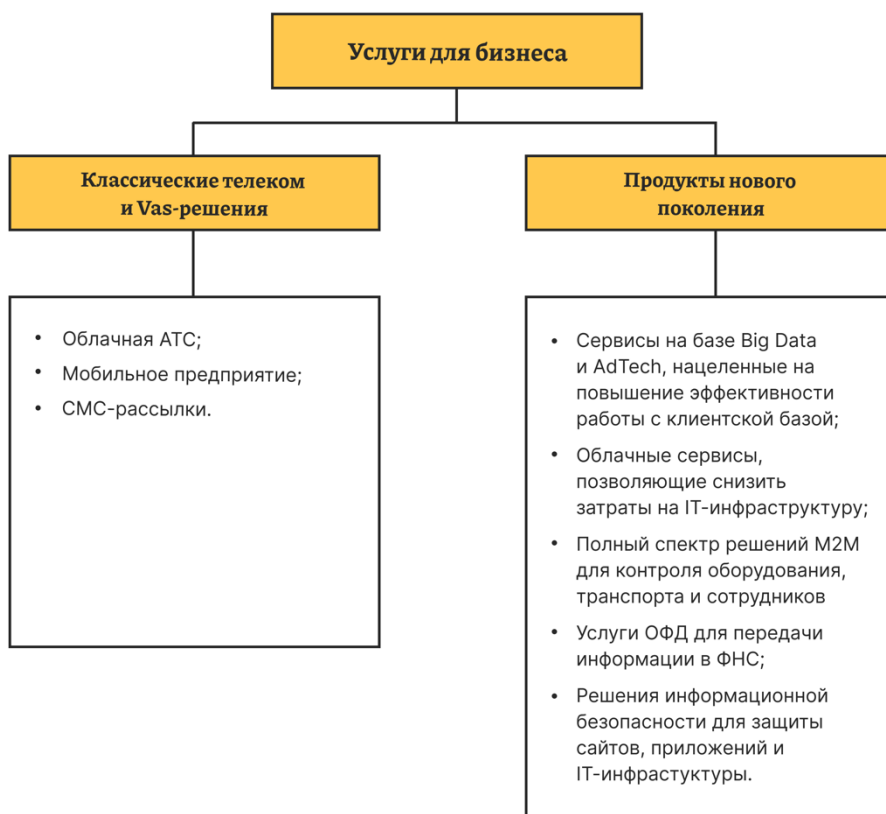 Услуги для бизнеса
Классические телеком
и Vas-решения
• Облачная АТС;
• Мобильное предприятие;
• СМС-рассылки.
Продукты нового
поколения
• Сервисы на базе Big Data
и AdTech, нацеленные на
повышение эффективности
работы с клиентской базой;
• Облачные сервисы,
позволяющие снизить
затраты на IT-инфраструктуру;
• Полный спектр решений М2М
для контроля оборудования,
транспорта и сотрудников
• Услуги ОФД для передачи
информации в ФНС;
• Решения информационной
безопасности для защиты
сайтов, приложений и
IT-инфрастуктуры.